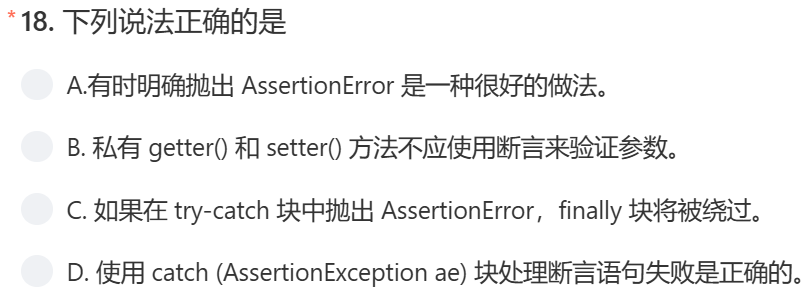 *18. 下列说法正确的是
A.有时明确抛出 AssertionError 是一种很好的做法。
B. 私有 getter() 和 setter() 方法不应使用断言来验证参数。
C. 如果在 try-catch 块中抛出 AssertionError，finally 块将被绕过。
D. 使用 catch (AssertionException ae) 块处理断言语句失败是正确的。